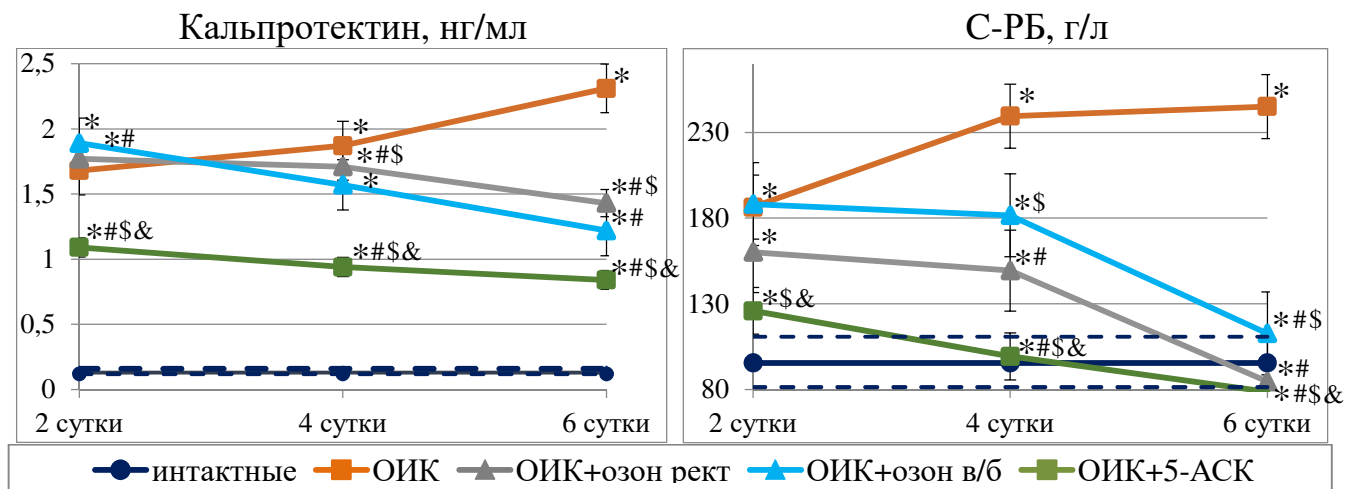 Кальпротектин, нг/мл
С-РБ, г/л
2,5
2
1,5
1
0,5
0
* *# *#$&
* *#$ * *#$&
* *#$ *# *#$&
2 сутки 4 сутки 6 сутки
230
180
130
80
* * *#$&
* *$ *# *#$&
* *#$ *# *#$&
2 сутки 4 сутки 6 сутки
интактные ОИК ОИК+озон рект ОИК+озон в/б ОИК+5-АСК